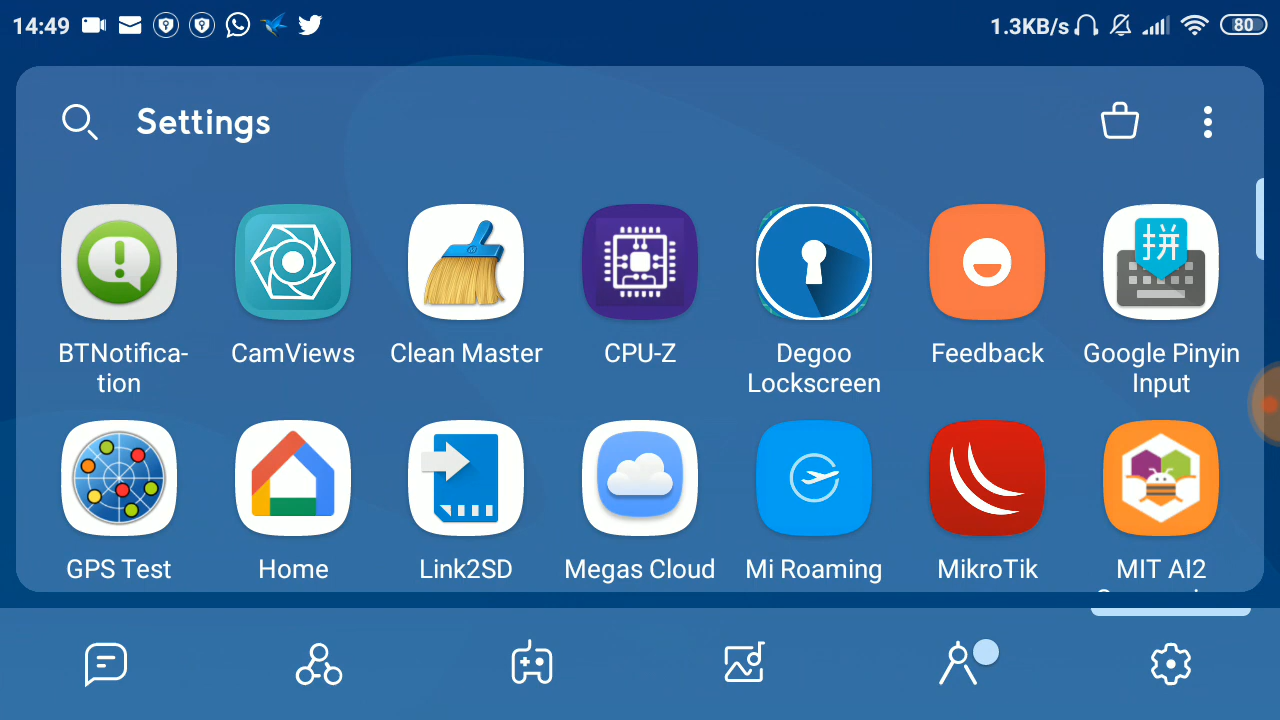 14:49 1.3KB/s 80
Settings
拼
BTNotifica-
tion
CamViews
Clean Master
CPU-Z
Degoo
Lockscreen
Feedback
Google Pinyin
Input
GPS Test
Home
Link2SD
Megas Cloud
Mi Roaming
MikroTik
MIT AI2